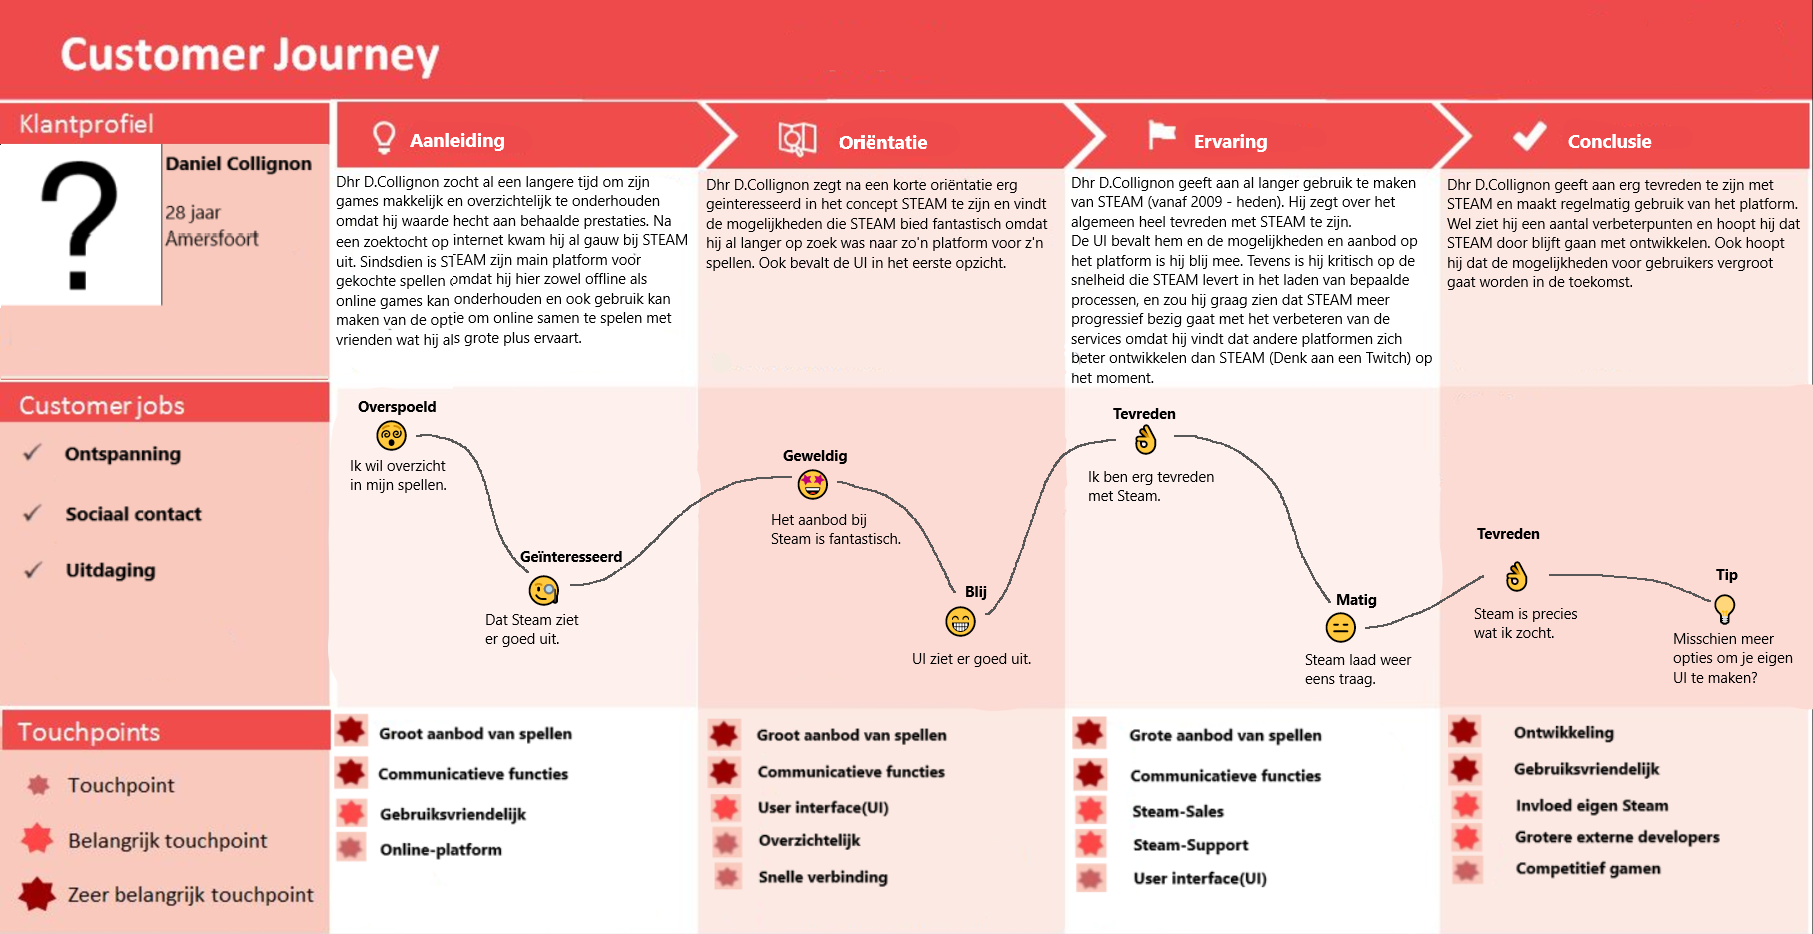 Customer Journey
Klantprofiel
Daniel Collignon
28 jaar
Amersfoort
?
Aanleiding
Dhr D.Collignon zocht al een langere tijd om zijn
games makkelijk en overzichtelijk te onderhouden
omdat hij waarde hecht aan behaalde prestaties. Na
een zoektocht op internet kwam hij al gauw bij STEAM
uit. Sindsdien is STEAM zijn main platform voor
gekochte spellen omdat hij hier zowel offline als
online games kan onderhouden en ook gebruik kan
maken van de optie om online samen te spelen met
vrienden wat hij als grote plus ervaart.
Oriëntatie
Dhr D.Collignon zegt na een korte oriëntatie erg
geinteresseerd in het concept STEAM te zijn en vindt
de mogelijkheden die STEAM bied fantastisch omdat
hij al langer op zoek was naar zo'n platform voor z'n
spellen. Ook bevalt de UI in het eerste opzicht.
Ervaring
Dhr D.Collignon geeft aan al langer gebruik te maken
van STEAM (vanaf 2009 - heden). Hij zegt over het
algemeen heel tevreden met STEAM te zijn.
De UI bevalt hem en de mogelijkheden en aanbod op
het platform is hij blij mee. Tevens is hij kritisch op de
snelheid die STEAM levert in het laden van bepaalde
processen, en zou hij graag zien dat STEAM meer
progressief bezig gaat met het verbeteren van de
services omdat hij vindt dat andere platformen zich
beter ontwikkelen dan STEAM (Denk aan een Twitch) op
het moment.
Conclusie
Dhr D.Collignon geeft aan erg tevreden te zijn met
STEAM en maakt regelmatig gebruik van het platform.
Wel ziet hij een aantal verbeterpunten en hoopt hij dat
STEAM door blijft gaan met ontwikkelen. Ook hoopt
hij dat de mogelijkheden voor gebruikers vergroot
gaat worden in de toekomst.
Customer jobs
Ontspanning
Sociaal contact
Uitdaging
Overspoeld
Ik wil overzicht
in mijn spellen.
Geïnteresseerd
Dat Steam ziet
er goed uit.
Geweldig
Het aanbod bij
Steam is fantastisch.
Blij
UI ziet er goed uit.
Tevreden
Ik ben erg tevreden
met Steam.
Matig
Steam laad weer
eens traag.
Tevreden
Steam is precies
wat ik zocht.
Tip
Misschien meer
opties om je eigen
UI te maken?
Touchpoints
Touchpoint
Belangrijk touchpoint
Zeer belangrijk touchpoint
Groot aanbod van spellen
Communicatieve functies
Gebruiksvriendelijk
Online-platform
Groot aanbod van spellen
Communicatieve functies
User interface(UI)
Overzichtelijk
Snelle verbinding
Grote aanbod van spellen
Communicatieve functies
Steam-Sales
Steam-Support
User interface(UI)
Ontwikkeling
Gebruiksvriendelijk
Invloed eigen Steam
Grotere externe developers
Competitief gamen